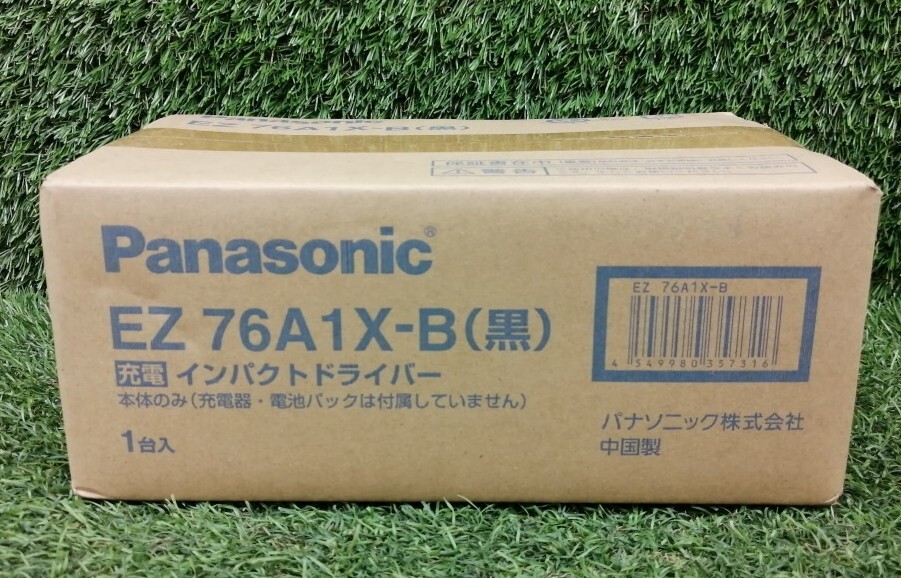 EZ 76A1X-B(黒)
Panasonic®
EZ 76A1X-B(黒)
充電 インパクトドライバー
本体のみ(充電器・電池パックは付属していません)
1台入
EZ 76A1X-B
4 549980 357316
パナソニック株式会社
中国製